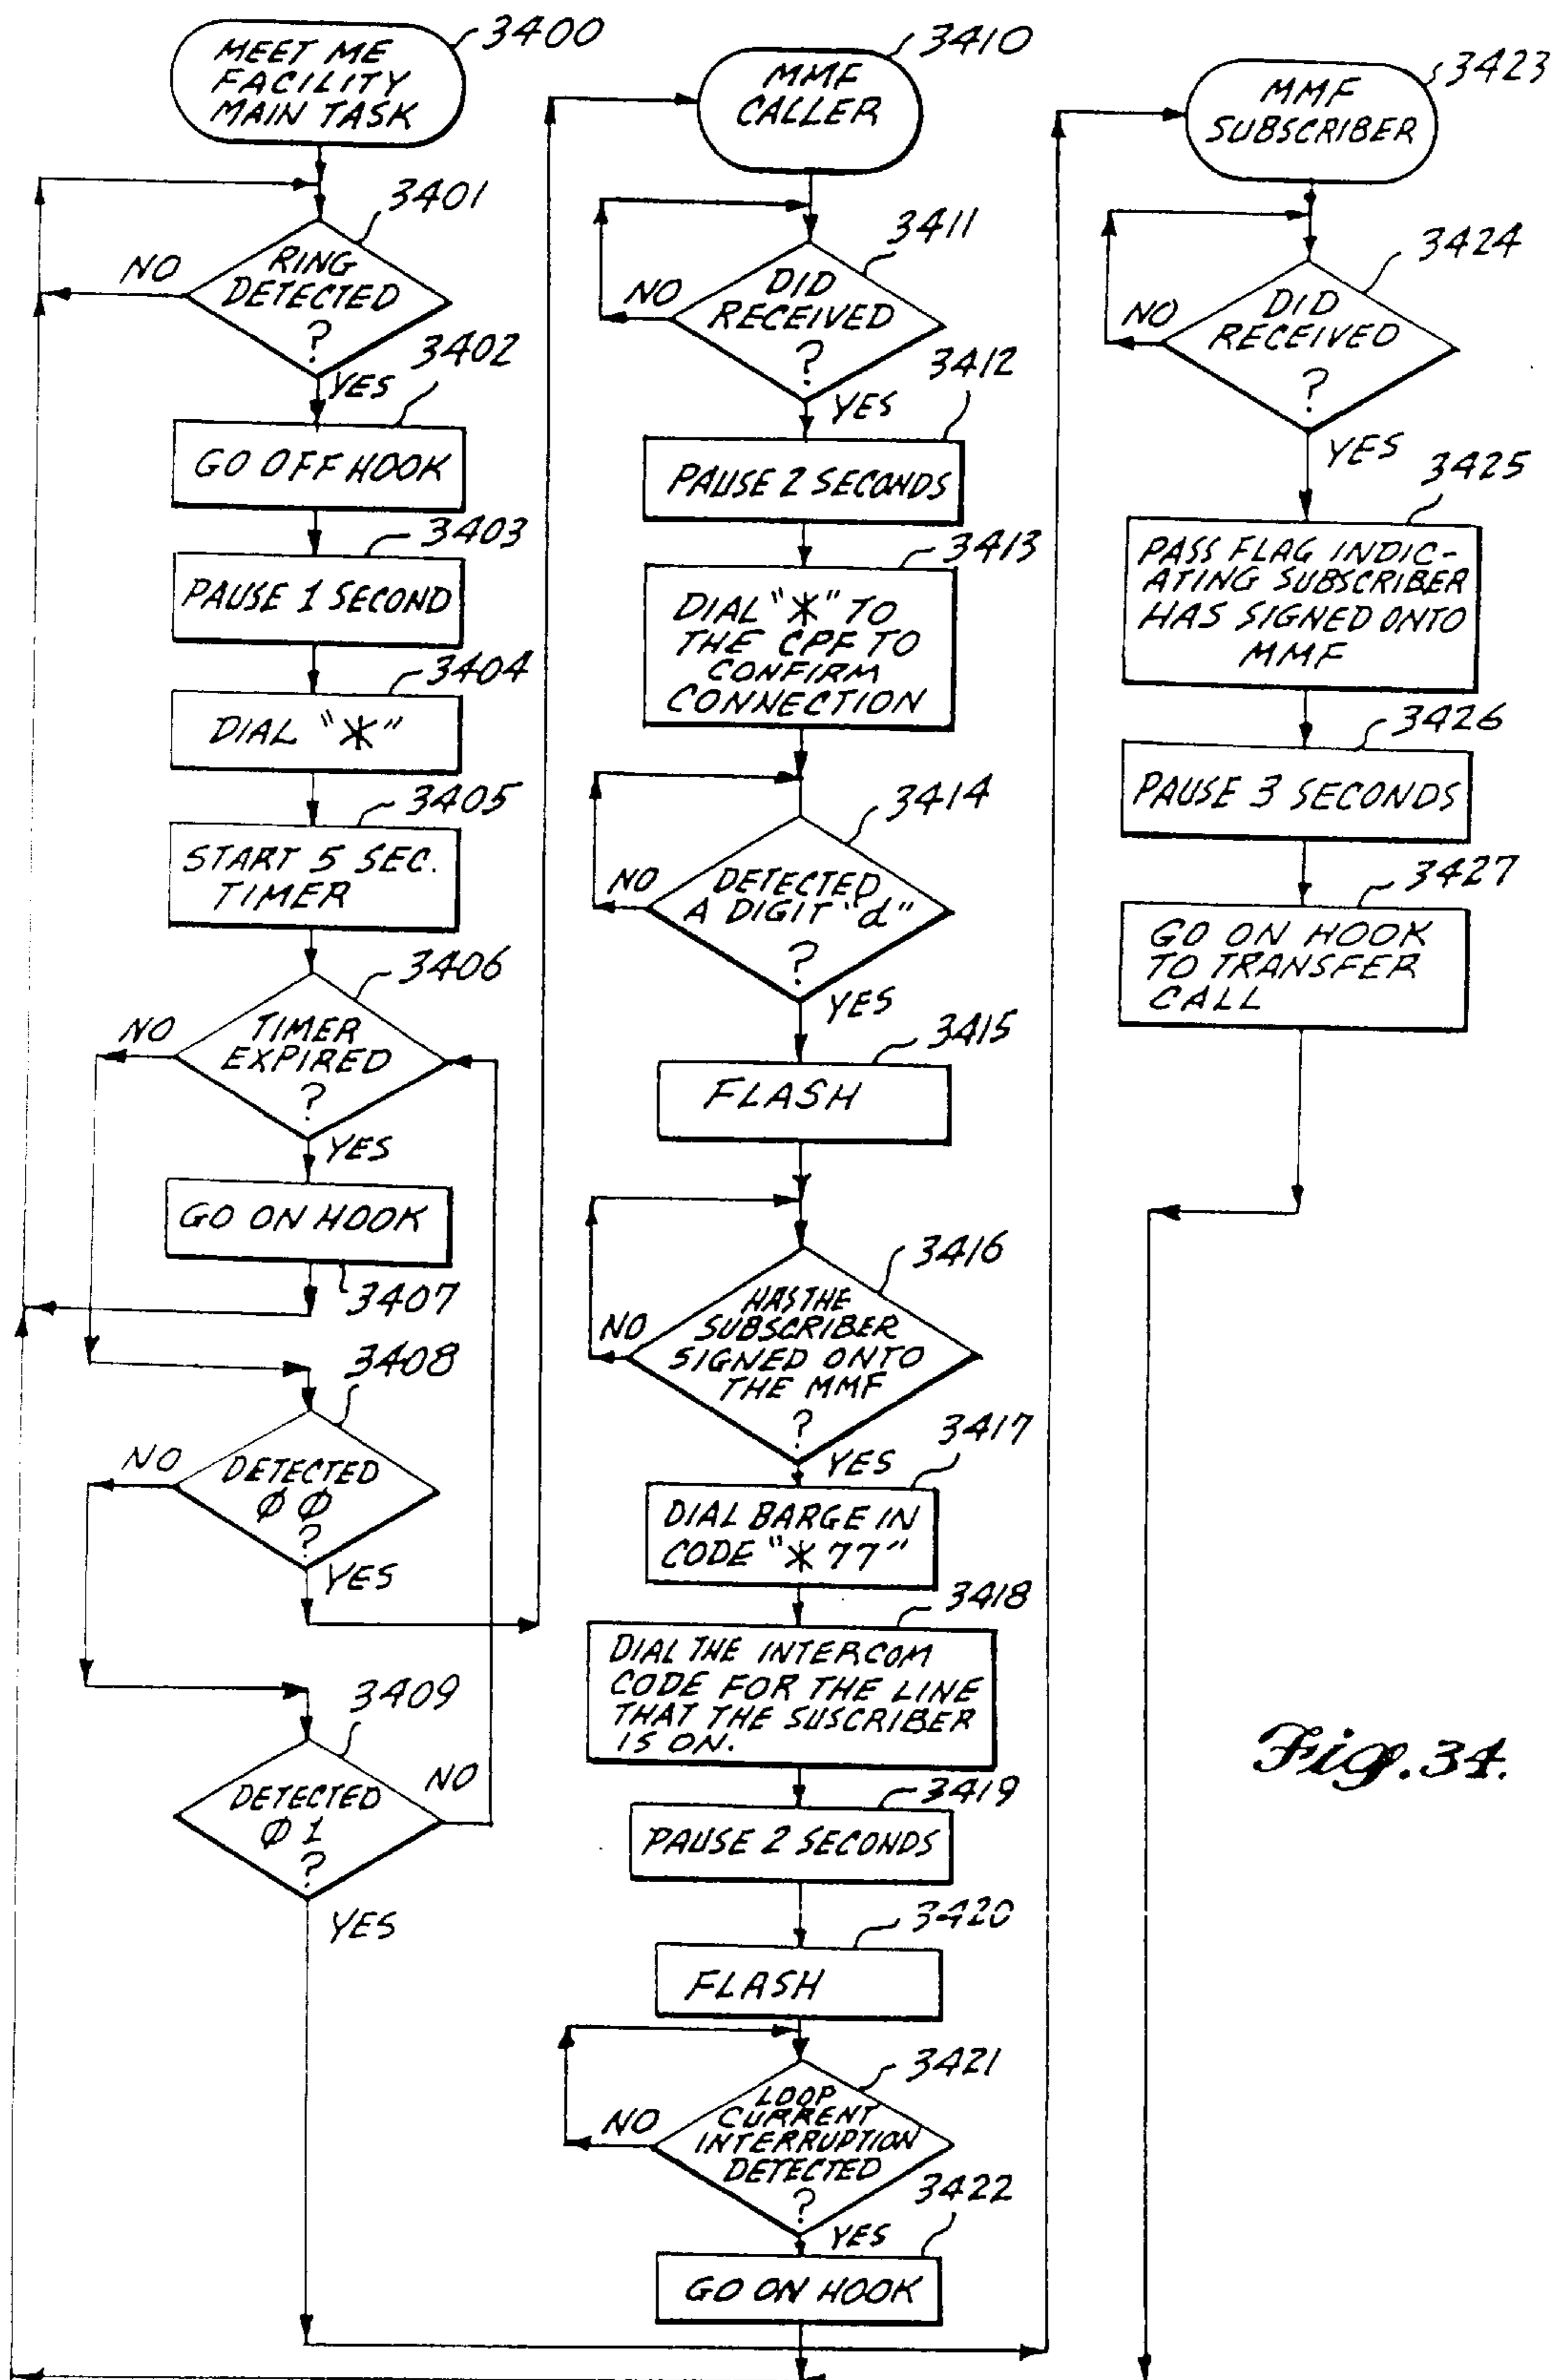 3400
MEET ME
FACILITY
MAIN TASK
3401
RING
DETECTED
?
NO
YES
3402
GO OFF HOOK
3403
PAUSE 1 SECOND
3404
DIAL "*"
3405
START 5 SEC.
TIMER
3406
TIMER
EXPIRED
?
NO
YES
GO ON HOOK
3407
3408
DETECTED
ØØ
?
NO
YES
3409
DETECTED
Ø1
?
NO
YES
3410
MMF
CALLER
3411
DID
RECEIVED
?
NO
YES
3412
PAUSE 2 SECONDS
3413
DIAL "*" TO
THE CPF TO
CONFIRM
CONNECTION
3414
DETECTED
A DIGIT "d"
?
NO
YES
3415
FLASH
3416
HAS THE
SUBSCRIBER
SIGNED ONTO
THE MMF
?
NO
YES
3417
DIAL BARGE IN
CODE "*77"
3418
DIAL THE INTERCOM
CODE FOR THE LINE
THAT THE SUSCRIBER
IS ON.
3419
PAUSE 2 SECONDS
3420
FLASH
3421
LOOP
CURRENT
INTERRUPTION
DETECTED
?
NO
YES
3422
GO ON HOOK
3423
MMF
SUBSCRIBER
3424
DID
RECEIVED
?
NO
YES
3425
PASS FLAG INDIC-
ATING SUBSCRIBER
HAS SIGNED ONTO
MMF
3426
PAUSE 3 SECONDS
3427
GO ON HOOK
TO TRANSFER
CALL
Fig. 34.